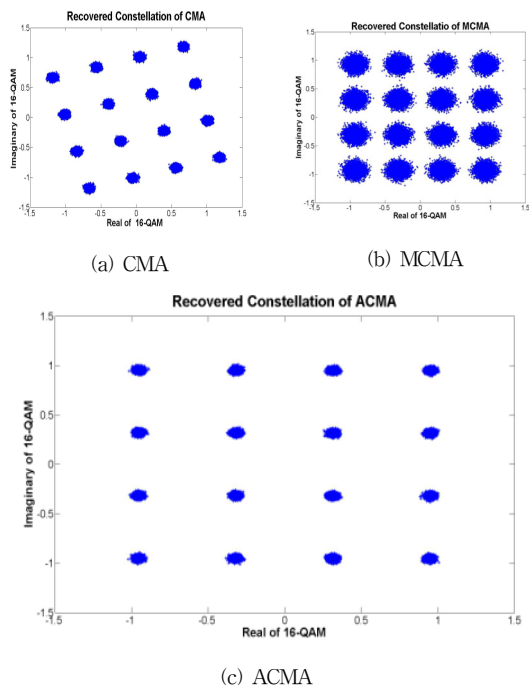 Recovered Constellation of CMA
1.5
1
0.5
0
-0.5
-1
-1.5
Imaginary of 16-QAM
-1 -0.5 0 0.5 1 1.5
Real of 16-QAM
(a) CMA
Recovered Constellatio of MCMA
1.5
1
0.5
0
-0.5
-1
-1.5
Imaginary of 16-QAM
-1.5 -1 -0.5 0 0.5 1 1.5
Real of 16-QAM
(b) MCMA
Recovered Constellation of ACMA
1.5
1
0.5
0
-0.5
-1
-1.5
Imaginary of 16-QAM
-1.5 -1 -0.5 0 0.5 1 1.5
Real of 16-QAM
(c) ACMA